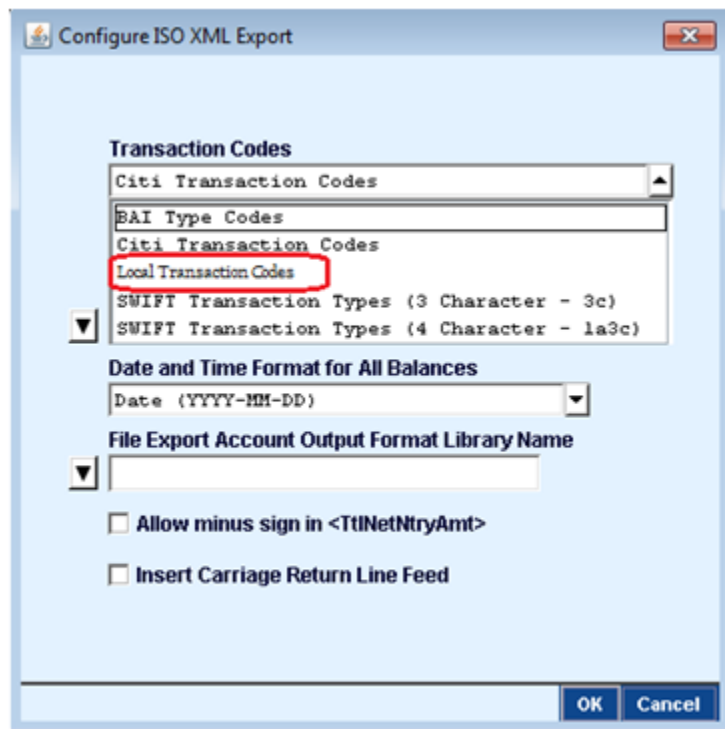 Configure ISO XML Export
Transaction Codes
Citi Transaction Codes
BAI Type Codes
Citi Transaction Codes
Local Transaction Codes
SWIFT Transaction Types (3 Character - 3c)
SWIFT Transaction Types (4 Character - 1a3c)
Date and Time Format for All Balances
Date (YYYY-MM-DD)
File Export Account Output Format Library Name
Allow minus sign in <TtlNetNtryAmt>
Insert Carriage Return Line Feed
OK Cancel